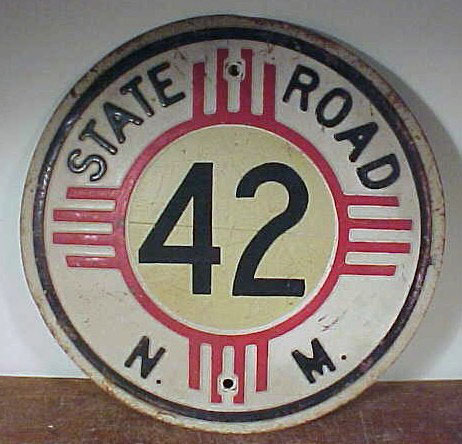 STATE ROAD
42
N. M.